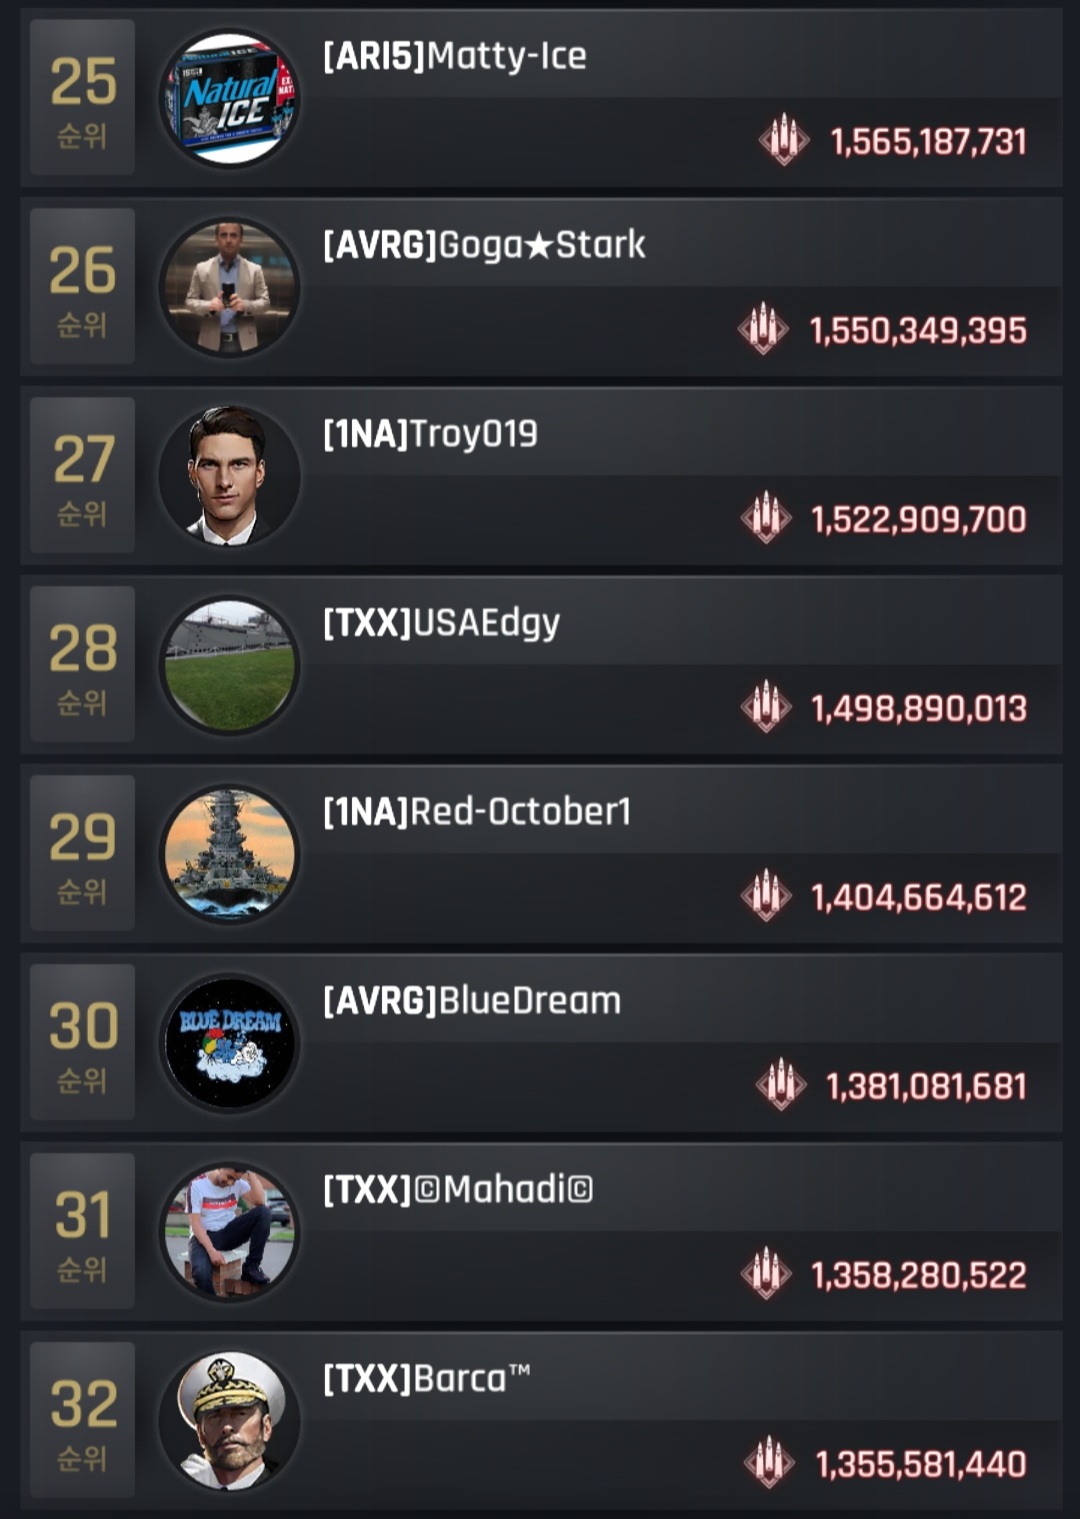 25
순위
Natural
ICE
[ARI5]Matty-Ice
1,565,187,731
26
순위
[AVRG]Goga★Stark
1,550,349,395
27
순위
[1NA]Troy019
1,522,909,700
28
순위
[TXX]USAEdgy
1,498,890,013
29
순위
[1NA]Red-October1
1,404,664,612
30
순위
BLUE DREAM
[AVRG]BlueDream
1,381,081,681
31
순위
[TXX]©Mahadi©
1,358,280,522
32
순위
[TXX]Barca™
1,355,581,440